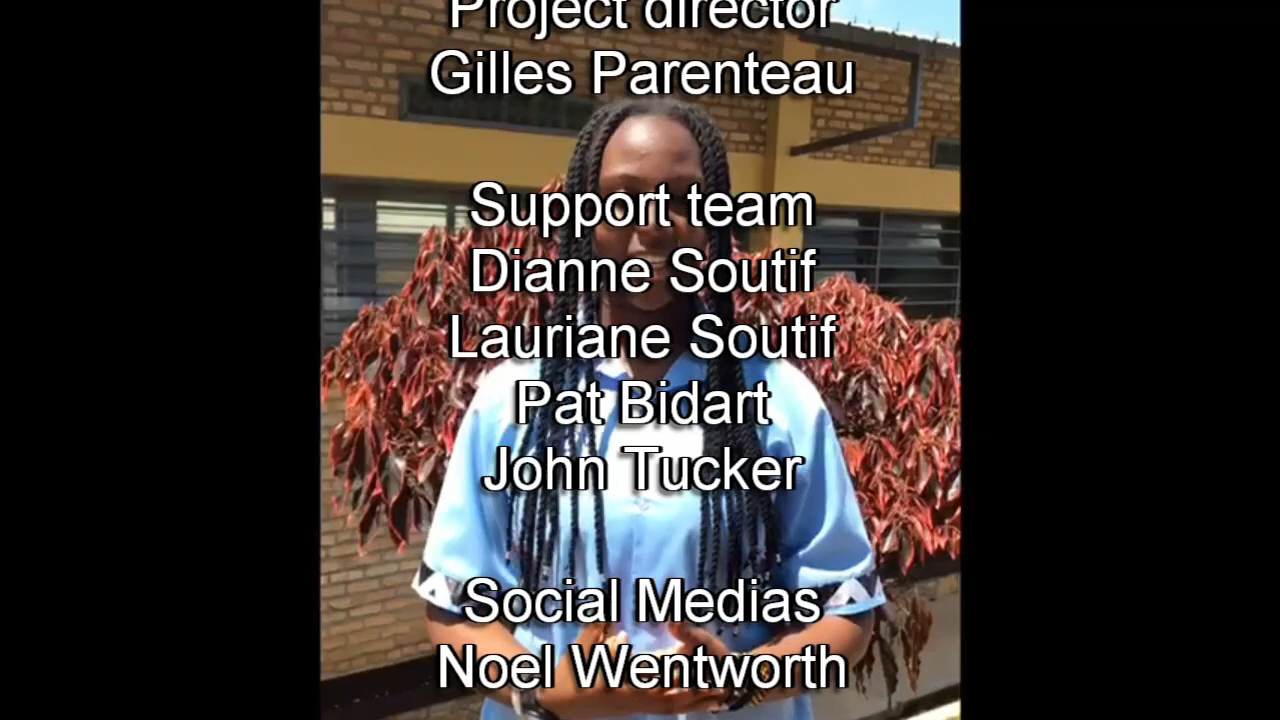 Project director
Gilles Parenteau
Support team
Dianne Soutif
Lauriane Soutif
Pat Bidart
John Tucker
Social Medias
Noel Wentworth